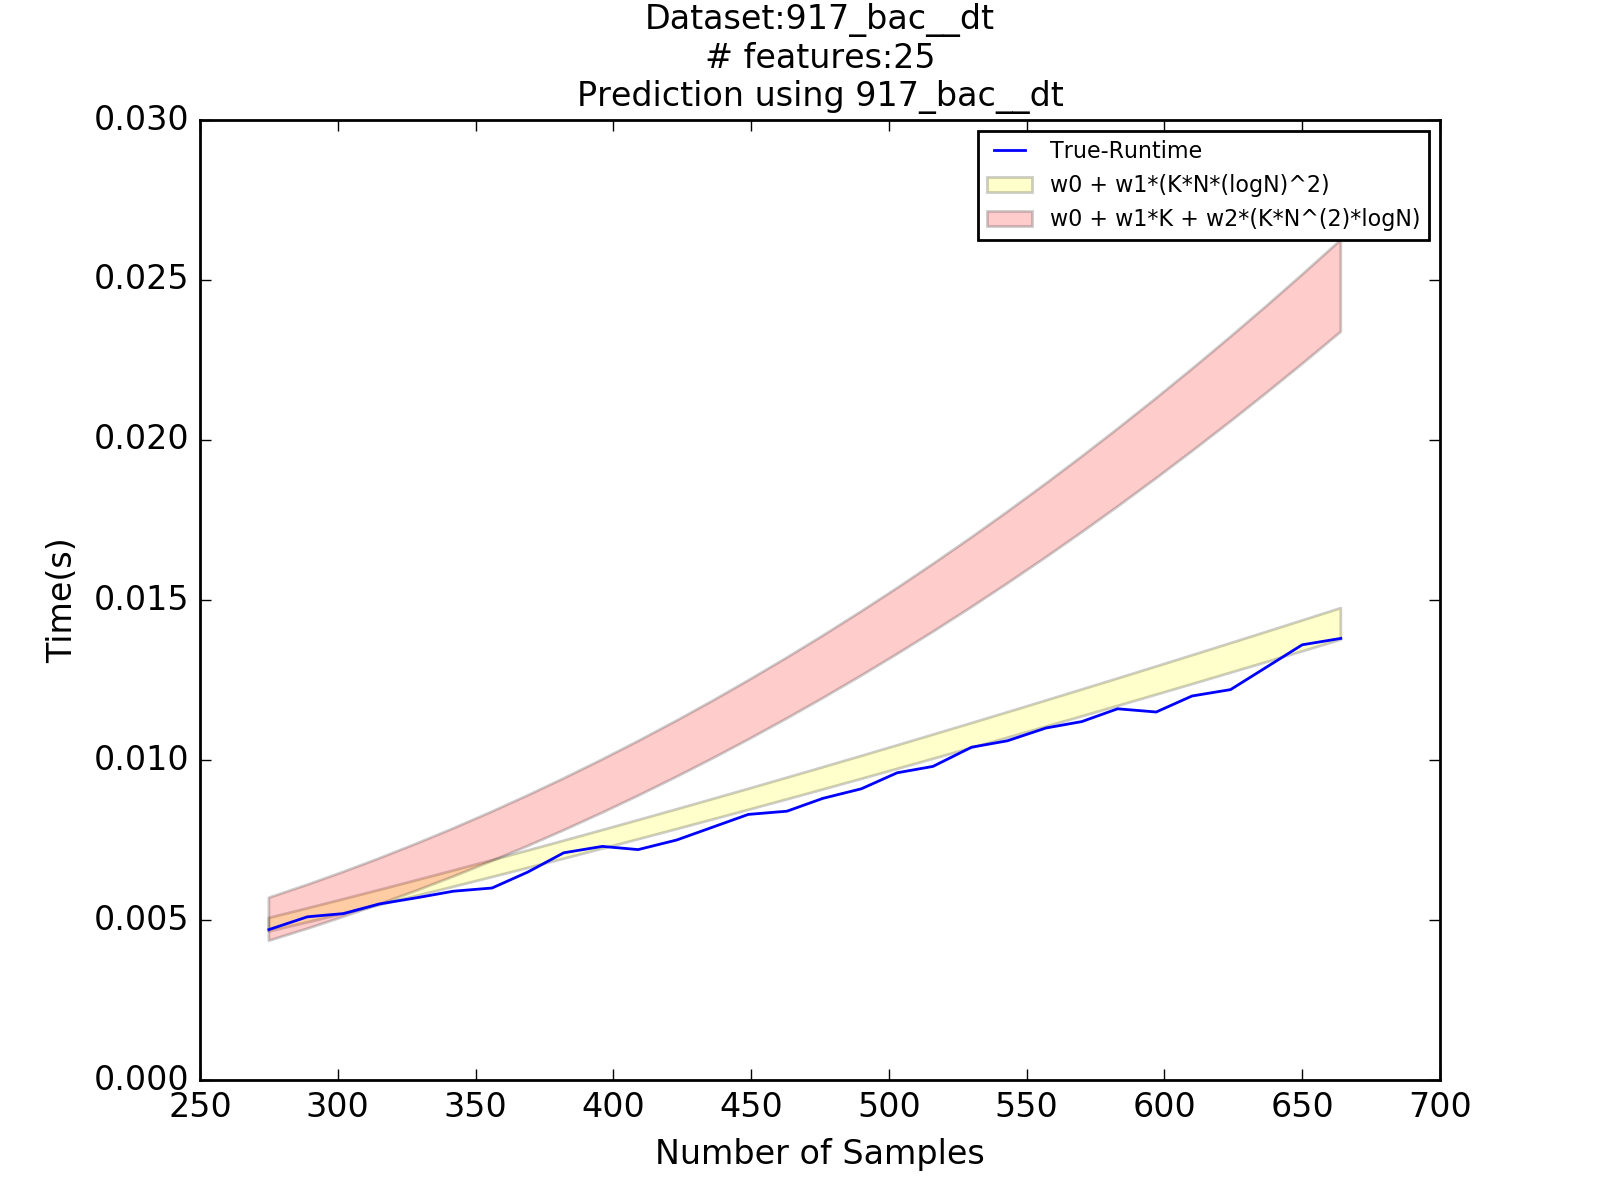 Dataset:917_bac__dt
# features:25
Prediction using 917_bac__dt
True-Runtime
w0 + w1*(K*N*(logN)^2)
w0 + w1*K + w2*(K*N^(2)*logN)
0.030
0.025
0.020
0.015
0.010
0.005
0.000
Time(s)
250 300 350 400 450 500 550 600 650 700
Number of Samples